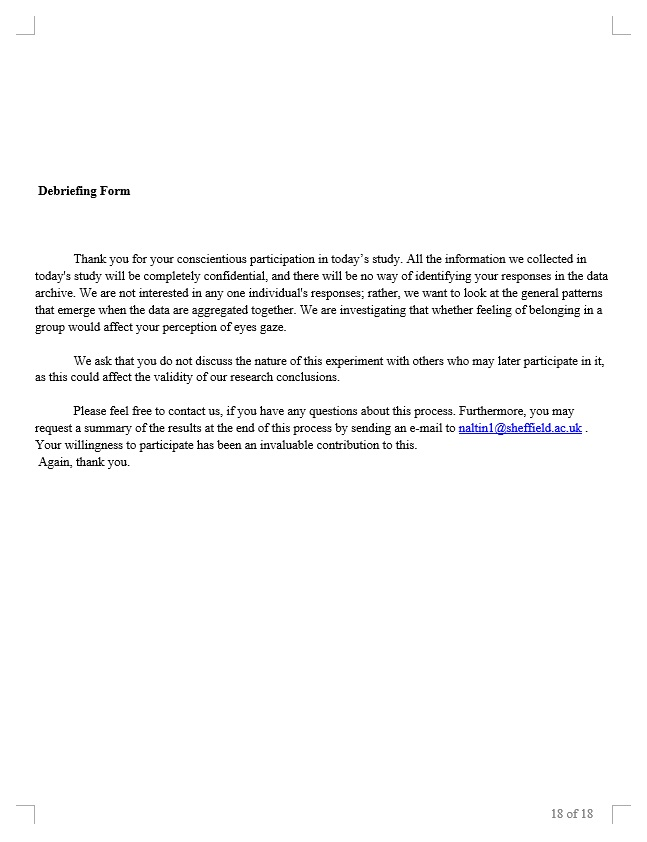 Debriefing Form
Thank you for your conscientious participation in today’s study. All the information we collected in
today's study will be completely confidential, and there will be no way of identifying your responses in the data
archive. We are not interested in any one individual's responses; rather, we want to look at the general patterns
that emerge when the data are aggregated together. We are investigating that whether feeling of belonging in a
group would affect your perception of eyes gaze.
We ask that you do not discuss the nature of this experiment with others who may later participate in it,
as this could affect the validity of our research conclusions.
Please feel free to contact us, if you have any questions about this process. Furthermore, you may
request a summary of the results at the end of this process by sending an e-mail to naltin1@sheffield.ac.uk .
Your willingness to participate has been an invaluable contribution to this.
Again, thank you.
18 of 18